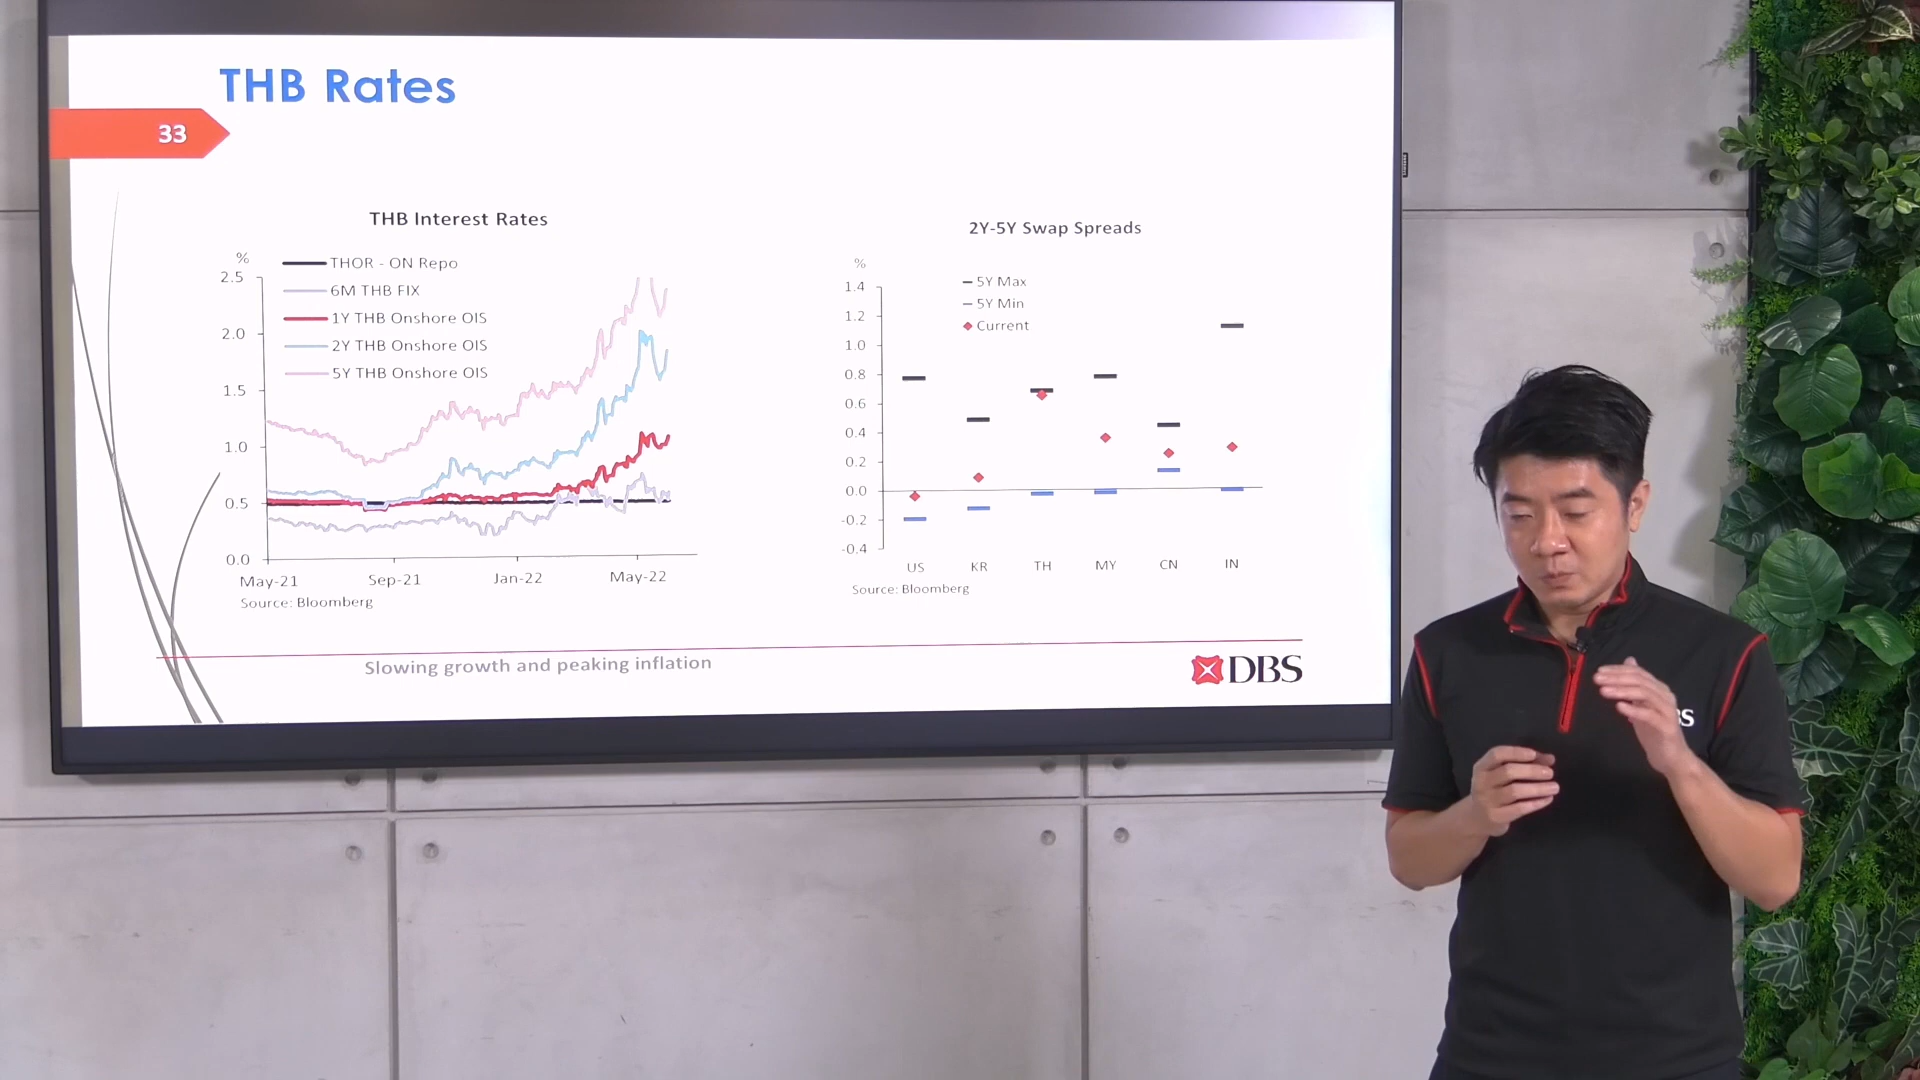 THB Rates
33
THB Interest Rates
%
2.5
2.0
1.5
1.0
0.5
0.0
THOR - ON Repo
6M THB FIX
1Y THB Onshore OIS
2Y THB Onshore OIS
5Y THB Onshore OIS
May-21
Sep-21
Jan-22
May-22
Source: Bloomberg
2Y-5Y Swap Spreads
%
1.4
1.2
1.0
0.8
0.6
0.4
0.2
0.0
-0.2
-0.4
5Y Max
5Y Min
Current
US
KR
TH
MY
CN
IN
Source: Bloomberg
Slowing growth and peaking inflation
DBS